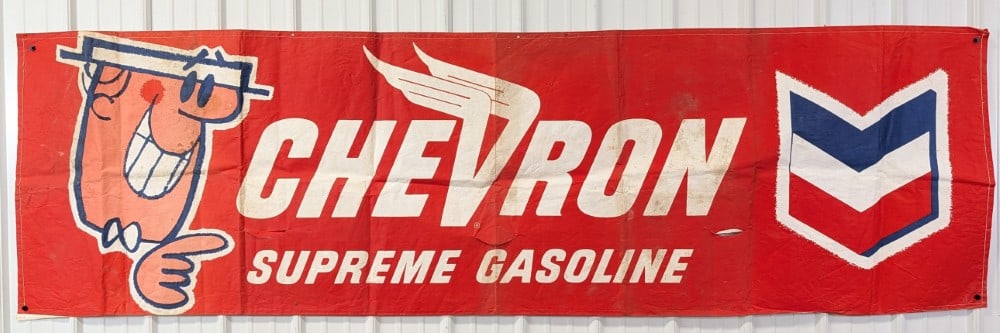 CHEVRON
®
SUPREME GASOLINE